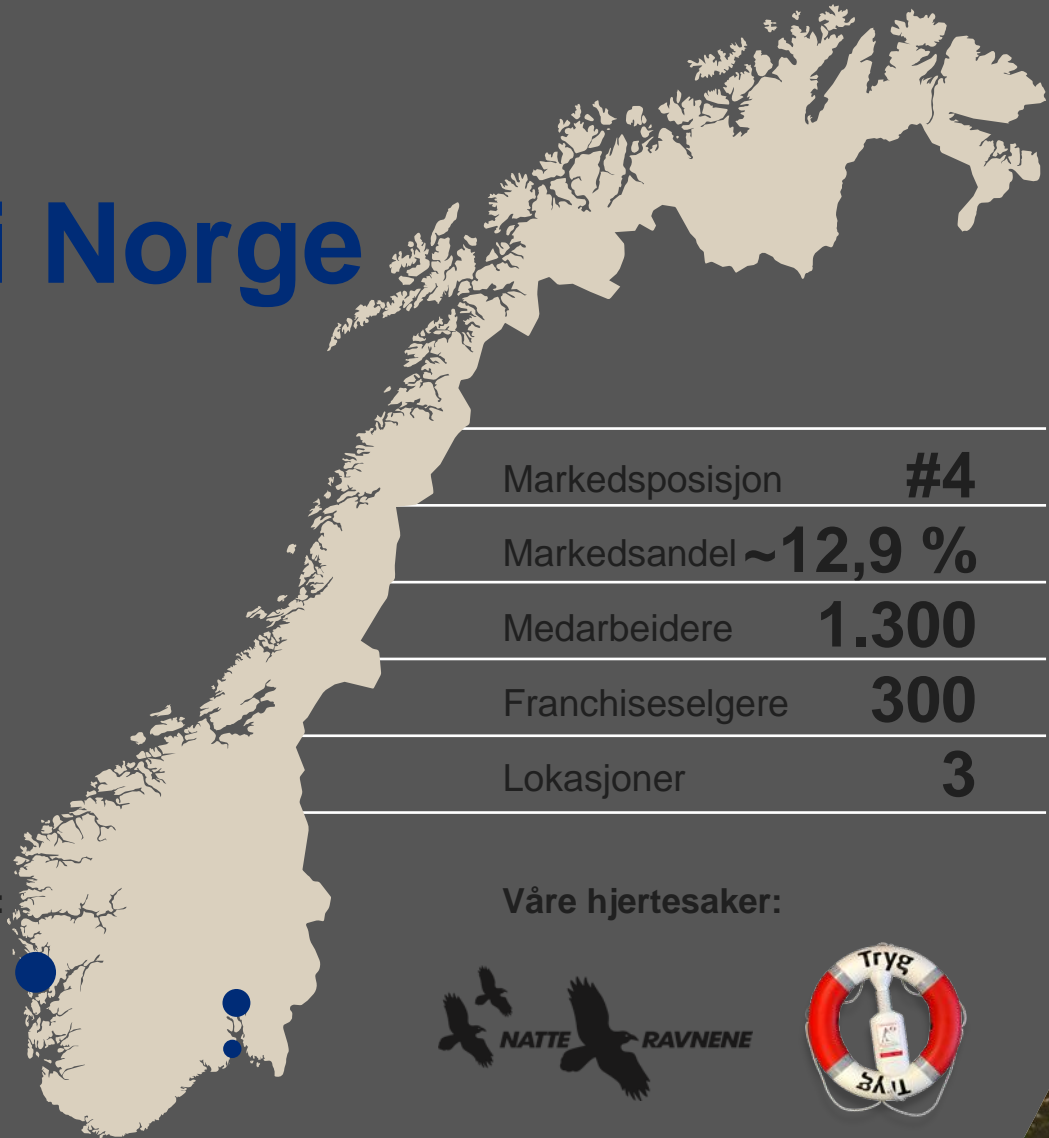 i Norge
Markedsposisjon #4
Markedsandel ~12,9 %
Medarbeidere 1.300
Franchiseselgere 300
Lokasjoner 3
:
Våre hjertesaker:
NATTE RAVNENE
Tryg
Tryg